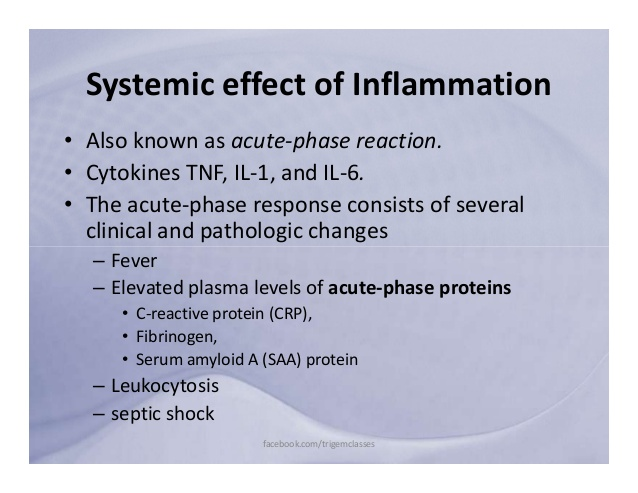 Systemic effect of Inflammation
• Also known as acute-phase reaction.
• Cytokines TNF, IL-1, and IL-6.
• The acute-phase response consists of several
clinical and pathologic changes
– Fever
– Elevated plasma levels of acute-phase proteins
• C-reactive protein (CRP),
• Fibrinogen,
• Serum amyloid A (SAA) protein
– Leukocytosis
– septic shock
facebook.com/trigemclasses